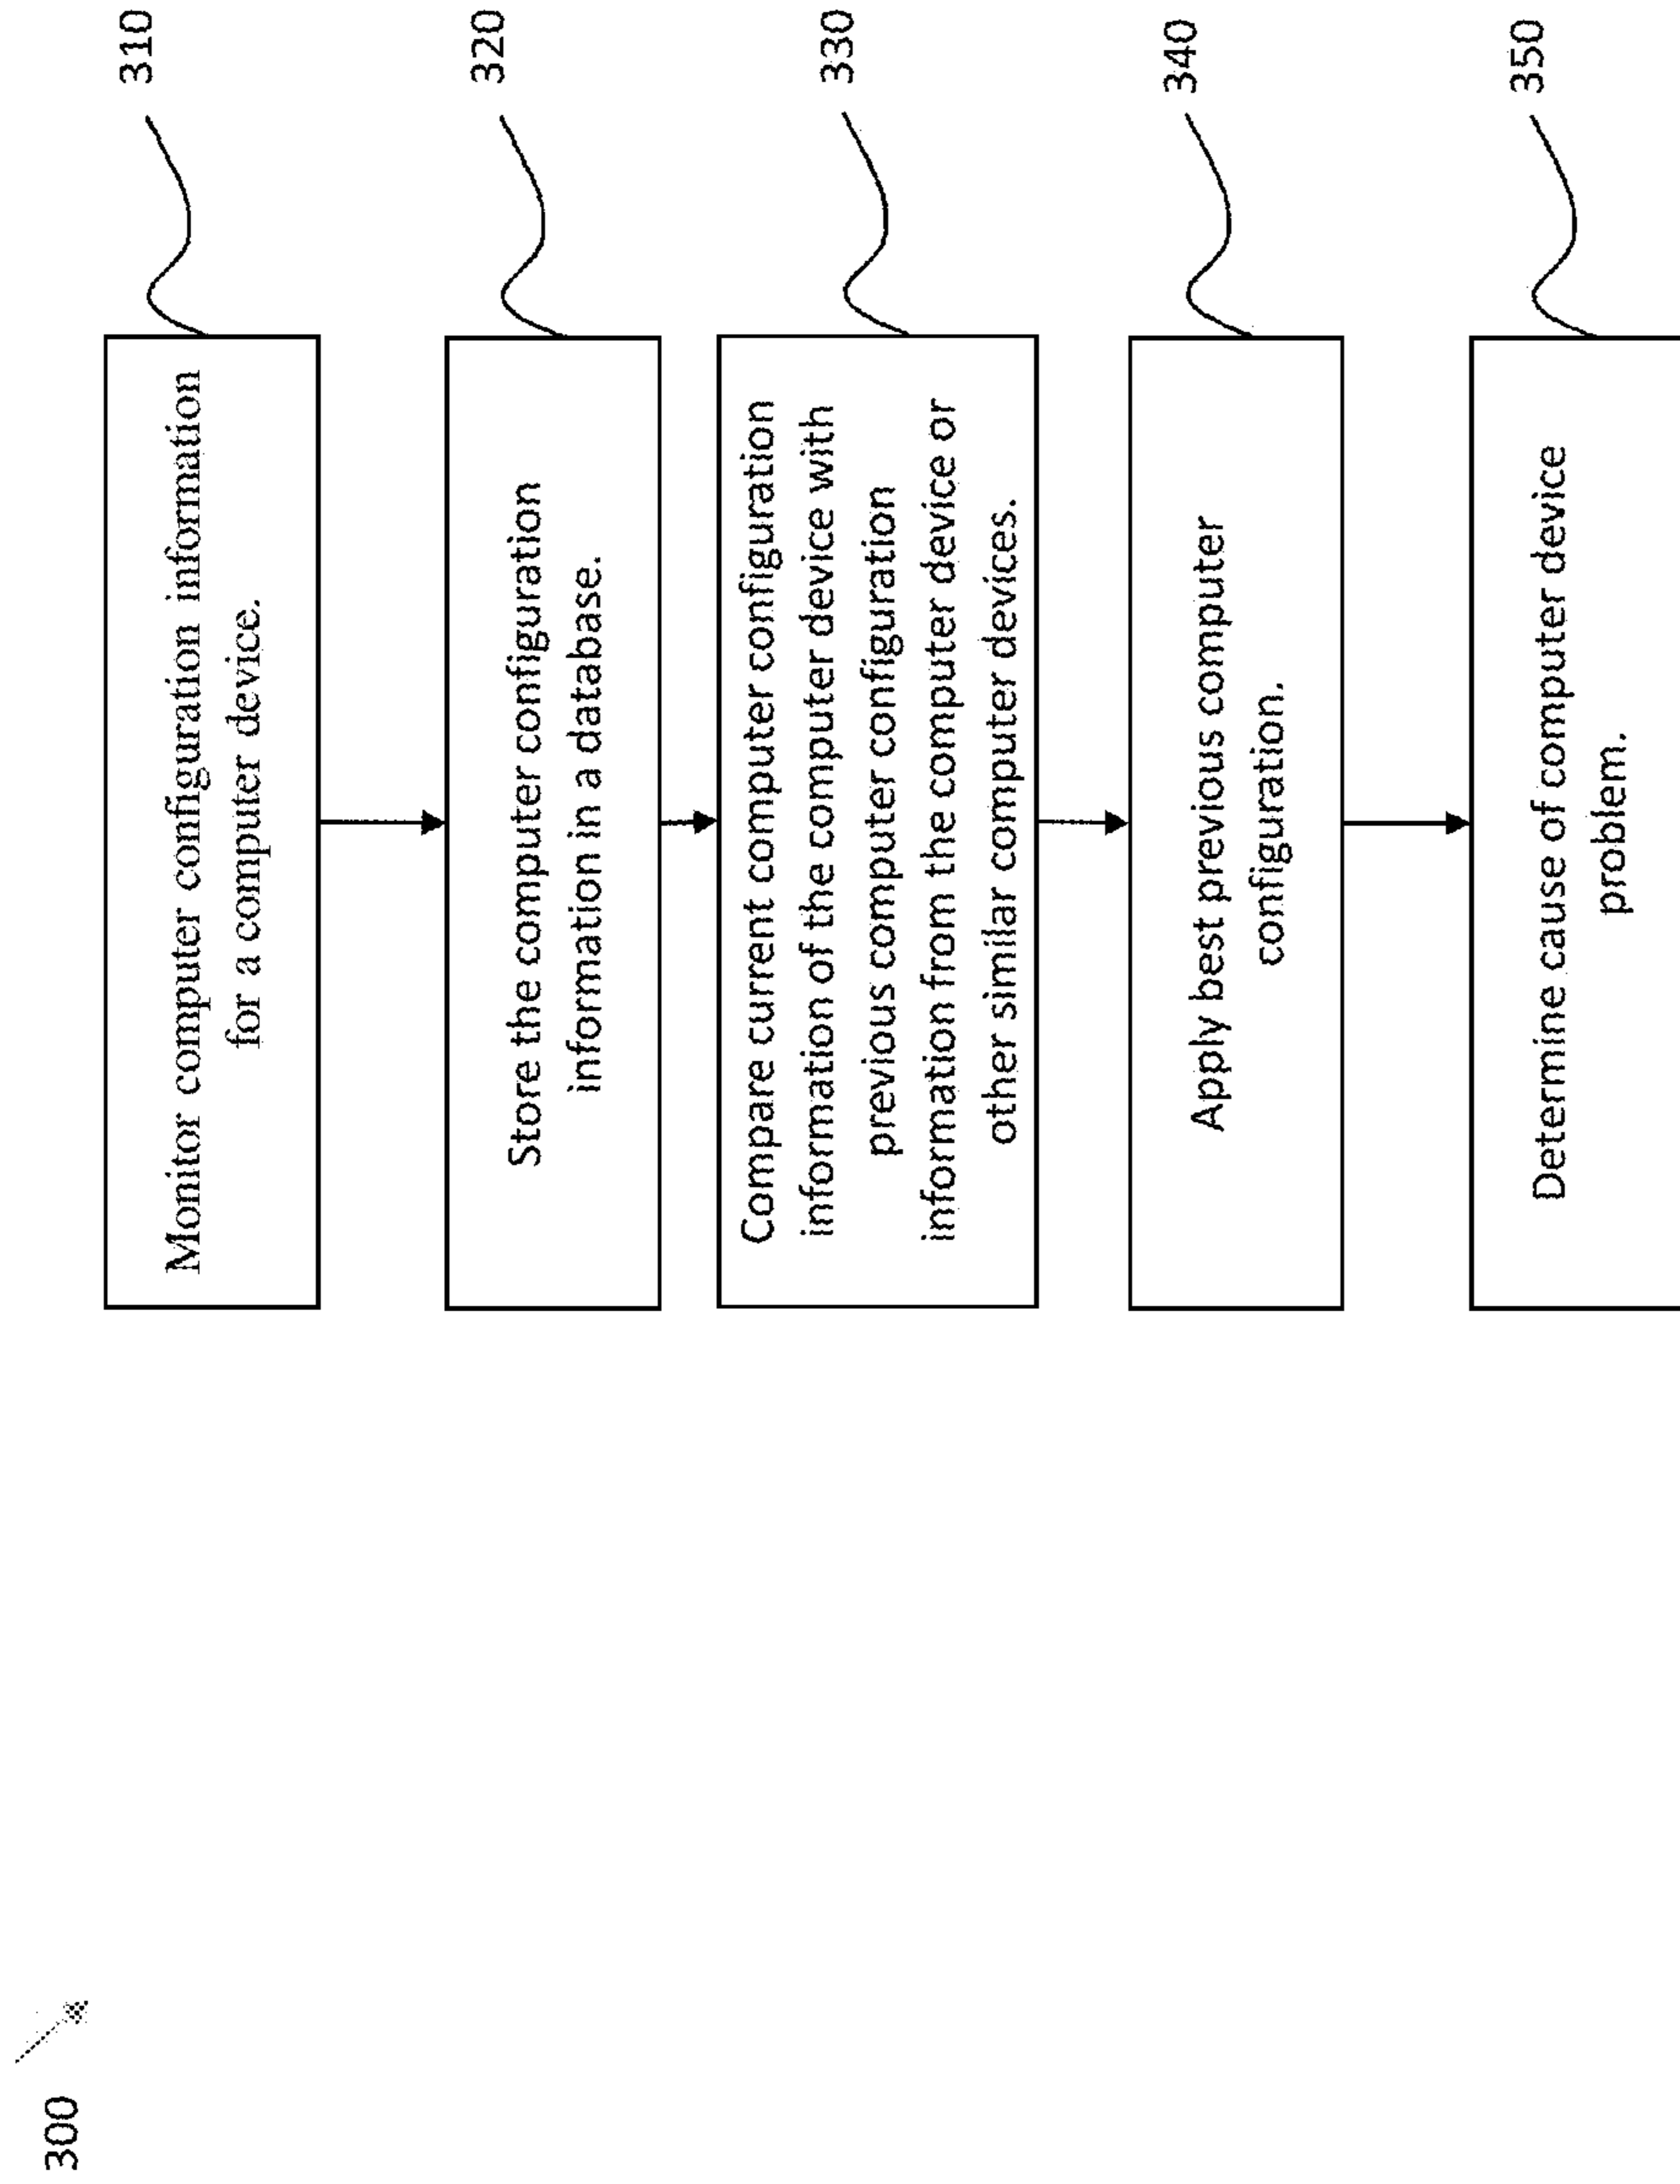 300
310
Monitor computer configuration information
for a computer device.
320
Store the computer configuration
information in a database.
330
Compare current computer configuration
information of the computer device with
previous computer configuration
information from the computer device or
other similar computer devices.
340
Apply best previous computer
configuration.
350
Determine cause of computer device
problem.